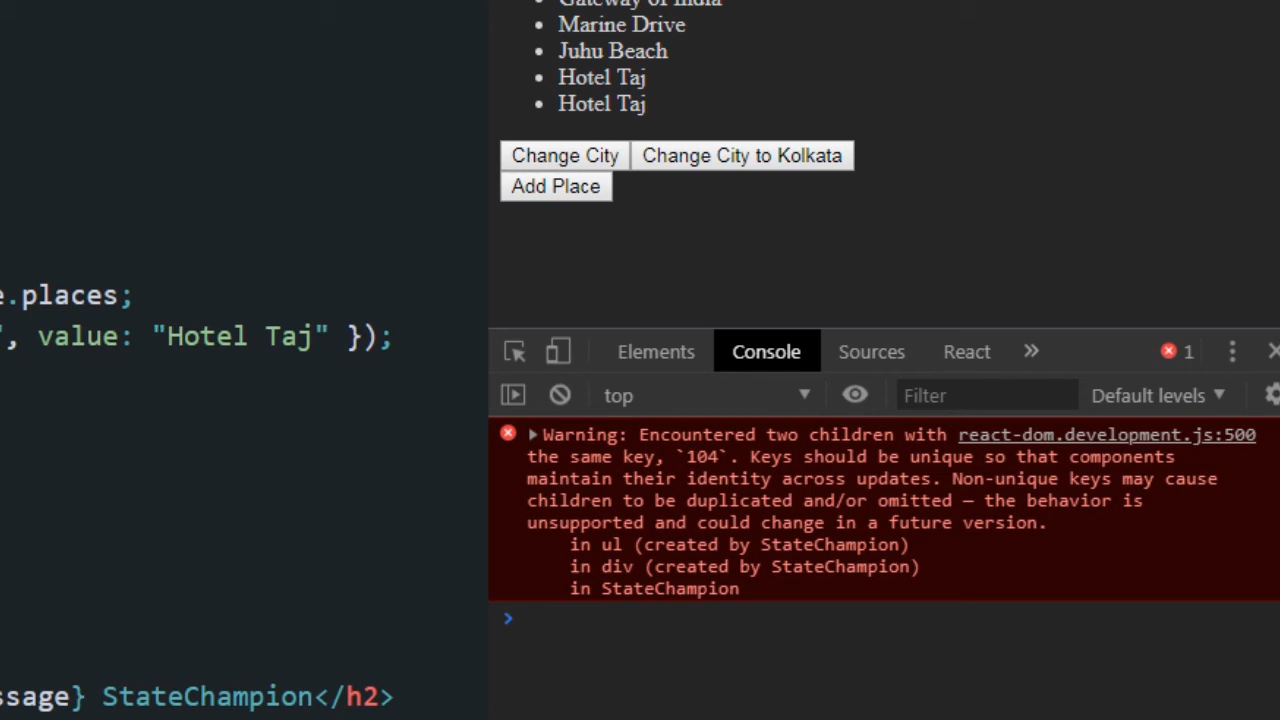 Gateway of India
Marine Drive
Juhu Beach
Hotel Taj
Hotel Taj
Change City Change City to Kolkata
Add Place
e.places;
", value: "Hotel Taj" });
Elements Console Sources React » 1
top Filter Default levels
Warning: Encountered two children with react-dom.development.js:500
the same key, `104`. Keys should be unique so that components
maintain their identity across updates. Non-unique keys may cause
children to be duplicated and/or omitted — the behavior is
unsupported and could change in a future version.
in ul (created by StateChampion)
in div (created by StateChampion)
in StateChampion
ssage} StateChampion</h2>